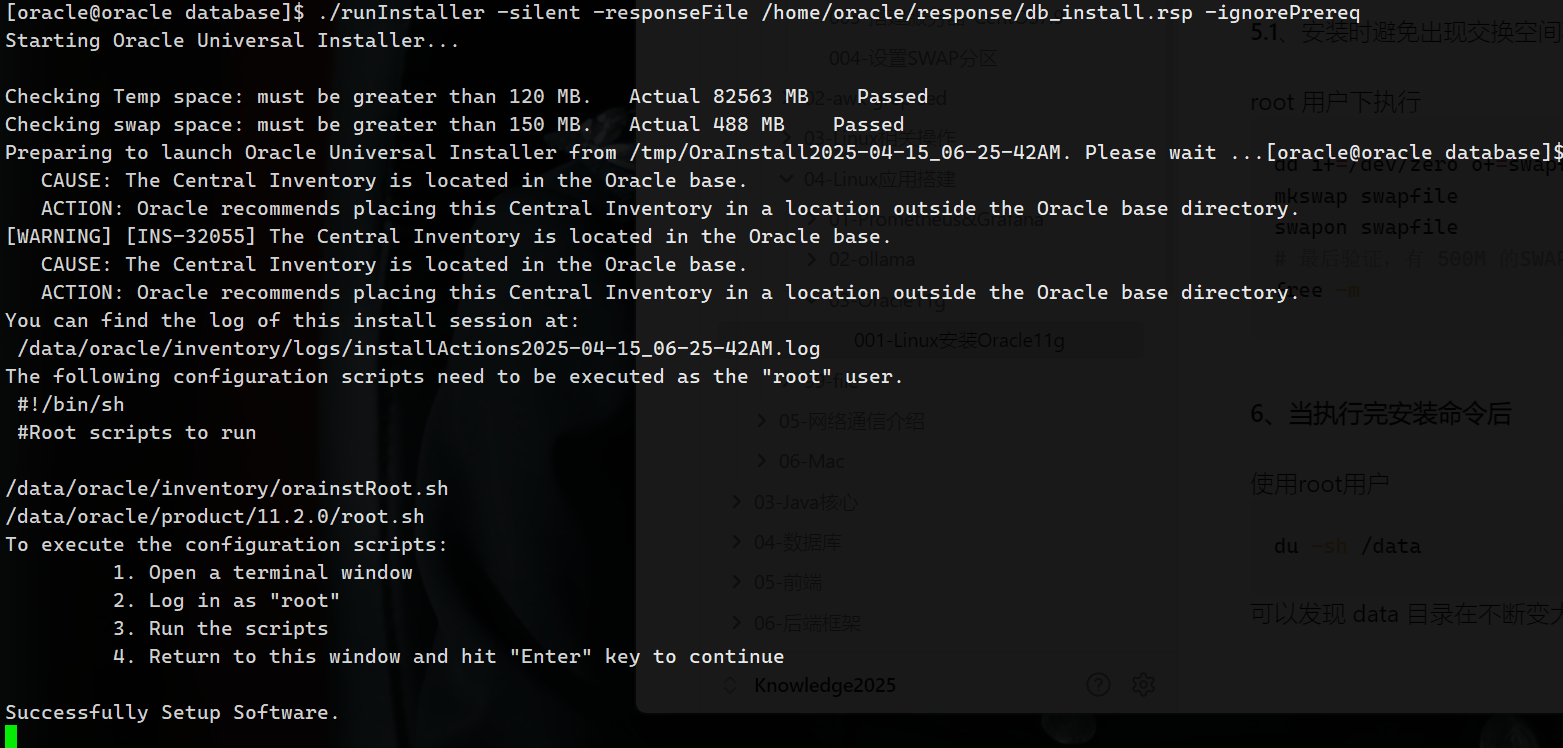 [oracle@oracle database]$ ./runInstaller -silent -responseFile /home/oracle/response/db_install.rsp -ignorePrereq
Starting Oracle Universal Installer...
5.1、安装时避免出现交换空间
004-设置SWAP分区
Checking Temp space: must be greater than 120 MB.   Actual 82563 MB    Passed
root 用户下执行
Checking swap space: must be greater than 150 MB.   Actual 488 MB    Passed
Preparing to launch Oracle Universal Installer from /tmp/OraInstall2025-04-15_06-25-42AM. Please wait ...[oracle@oracle database]$
CAUSE: The Central Inventory is located in the Oracle base.
04-Linux应用搭建
mkswap swapfile
ACTION: Oracle recommends placing this Central Inventory in a location outside the Oracle base directory.
01-Prometheus&Grafana
swapon swapfile
[WARNING] [INS-32055] The Central Inventory is located in the Oracle base.
CAUSE: The Central Inventory is located in the Oracle base.
02-ollama
# 最后验证，有 500M 的SWAP
ACTION: Oracle recommends placing this Central Inventory in a location outside the Oracle base directory.
free -m
You can find the log of this install session at:
/data/oracle/inventory/logs/installActions2025-04-15_06-25-42AM.log
001-Linux安装Oracle11g
The following configuration scripts need to be executed as the "root" user.
#!/bin/sh
#Root scripts to run
05-网络通信介绍
6、当执行完安装命令后
06-Mac
使用root用户
/data/oracle/inventory/orainstRoot.sh
03-Java核心
/data/oracle/product/11.2.0/root.sh
To execute the configuration scripts:
04-数据库
du -sh /data
1. Open a terminal window
05-前端
2. Log in as "root"
3. Run the scripts
06-后端框架
可以发现 data 目录在不断变大
4. Return to this window and hit "Enter" key to continue
Knowledge2025
Successfully Setup Software.